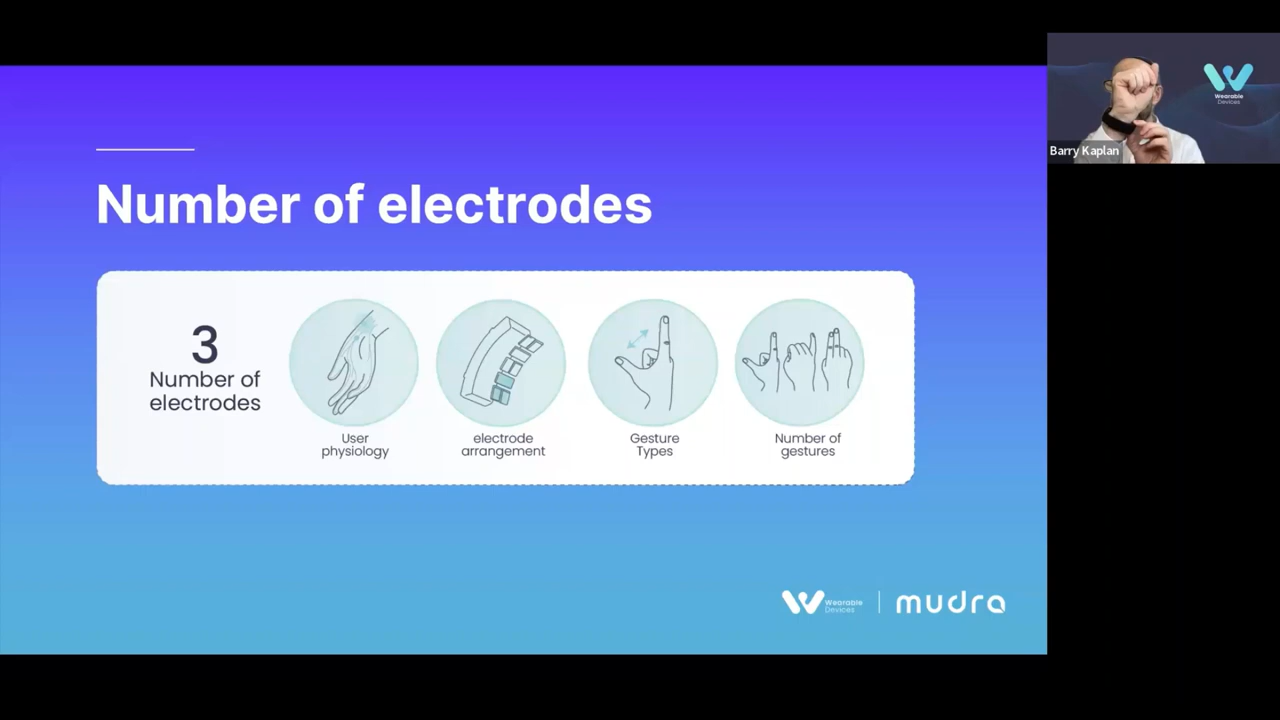 Number of electrodes
3
Number of
electrodes
User
physiology
electrode
arrangement
Gesture
Types
Number of
gestures
Wearable
Devices
mudra
Wearable
Devices
Barry Kaplan